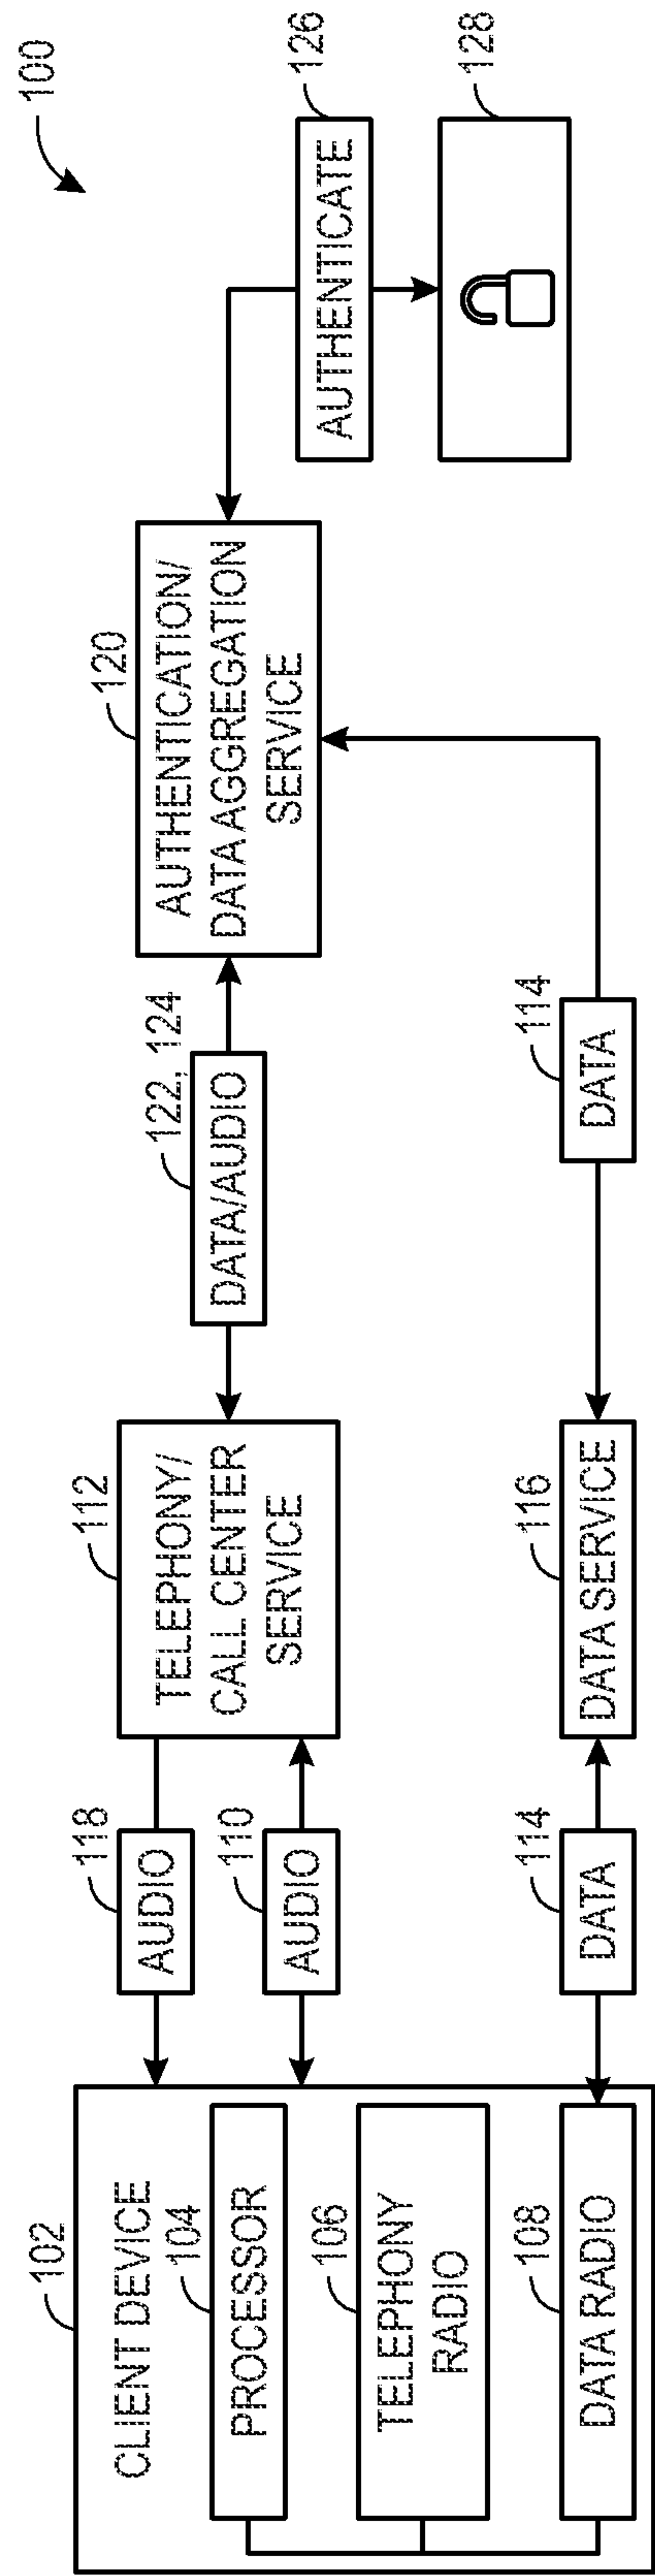 100
102
CLIENT DEVICE
104
PROCESSOR
106
TELEPHONY
RADIO
108
DATA RADIO
118
AUDIO
110
AUDIO
114
DATA
112
TELEPHONY/
CALL CENTER
SERVICE
116
DATA SERVICE
122, 124
DATA/AUDIO
114
DATA
120
AUTHENTICATION/
DATA AGGREGATION
SERVICE
126
AUTHENTICATE
128